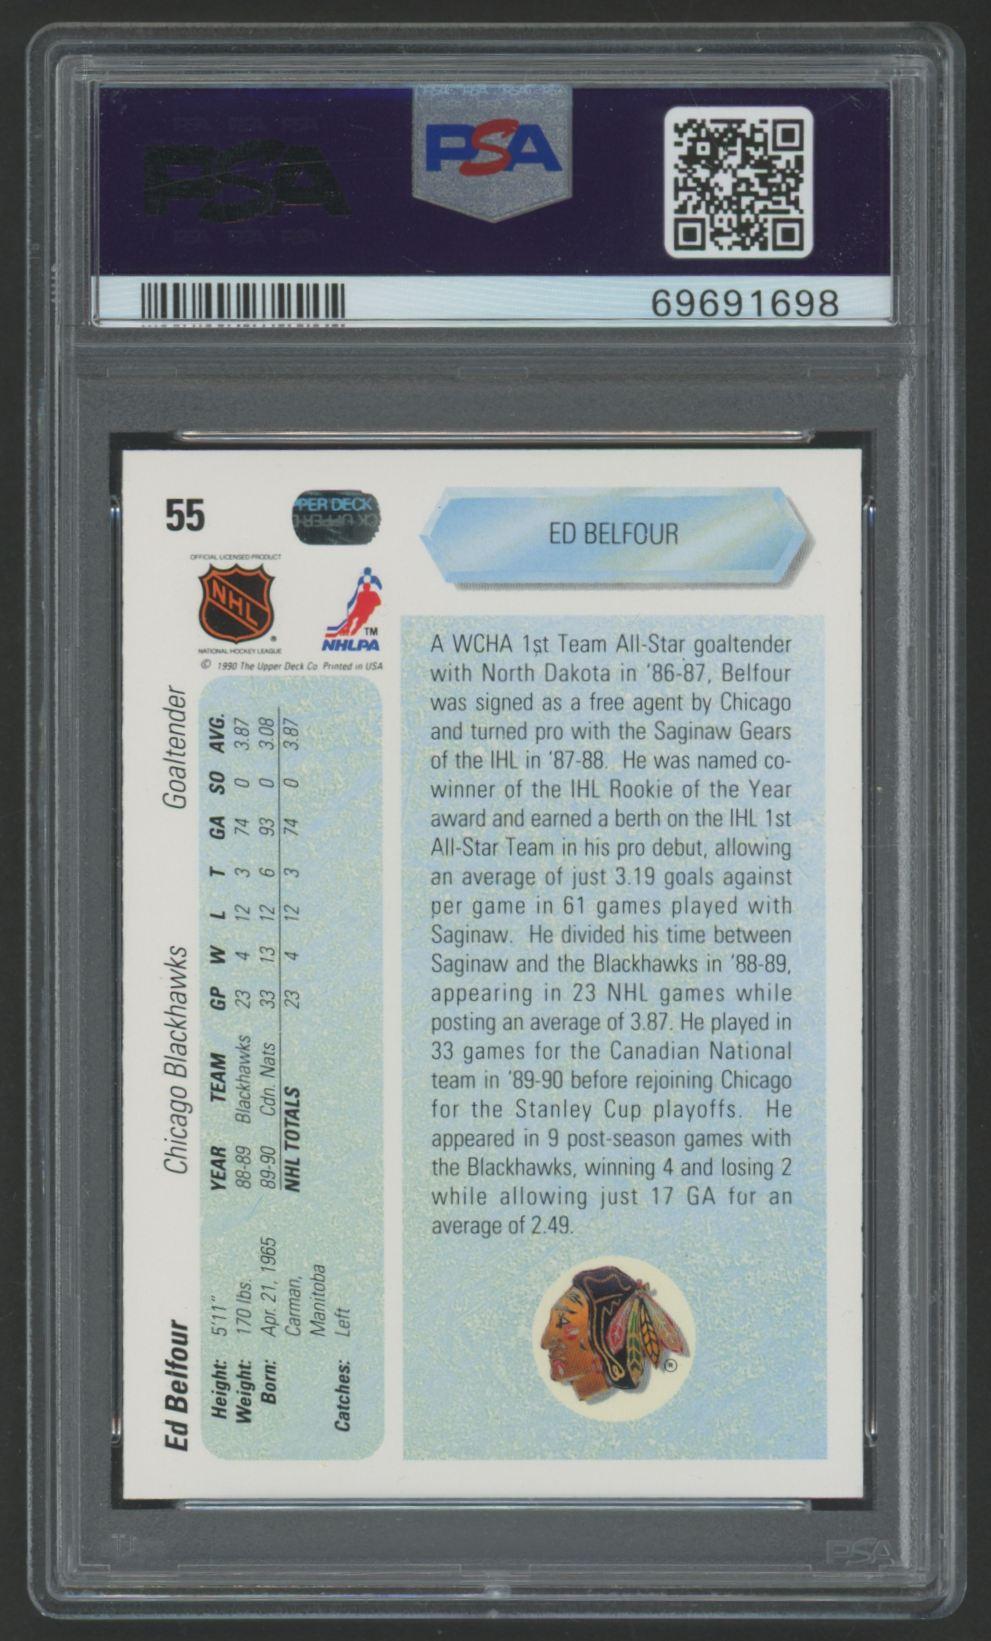 PSA
PSA
69691698
55
UPPER DECK
ED BELFOUR
OFFICIAL LICENSED PRODUCT
NHL
®
NATIONAL HOCKEY LEAGUE
TM
NHLPA
© 1990 The Upper Deck Co. Printed in USA
A WCHA 1st Team All-Star goaltender
with North Dakota in '86-87, Belfour
was signed as a free agent by Chicago
and turned pro with the Saginaw Gears
of the IHL in '87-88. He was named co-
winner of the IHL Rookie of the Year
award and earned a berth on the IHL 1st
All-Star Team in his pro debut, allowing
an average of just 3.19 goals against
per game in 61 games played with
Saginaw. He divided his time between
Saginaw and the Blackhawks in '88-89,
appearing in 23 NHL games while
posting an average of 3.87. He played in
33 games for the Canadian National
team in '89-90 before rejoining Chicago
for the Stanley Cup playoffs. He
appeared in 9 post-season games with
the Blackhawks, winning 4 and losing 2
while allowing just 17 GA for an
average of 2.49.
®
Ed Belfour Chicago Blackhawks Goaltender
Height: 5'11"
Weight: 170 lbs.
Born: Apr. 21, 1965
Carman,
Manitoba
Catches: Left
YEAR TEAM GP W L T GA SO AVG.
88-89 Blackhawks 23 4 12 3 74 0 3.87
89-90 Cdn. Nats 33 13 12 6 93 0 3.08
NHL TOTALS 23 4 12 3 74 0 3.87
PSA